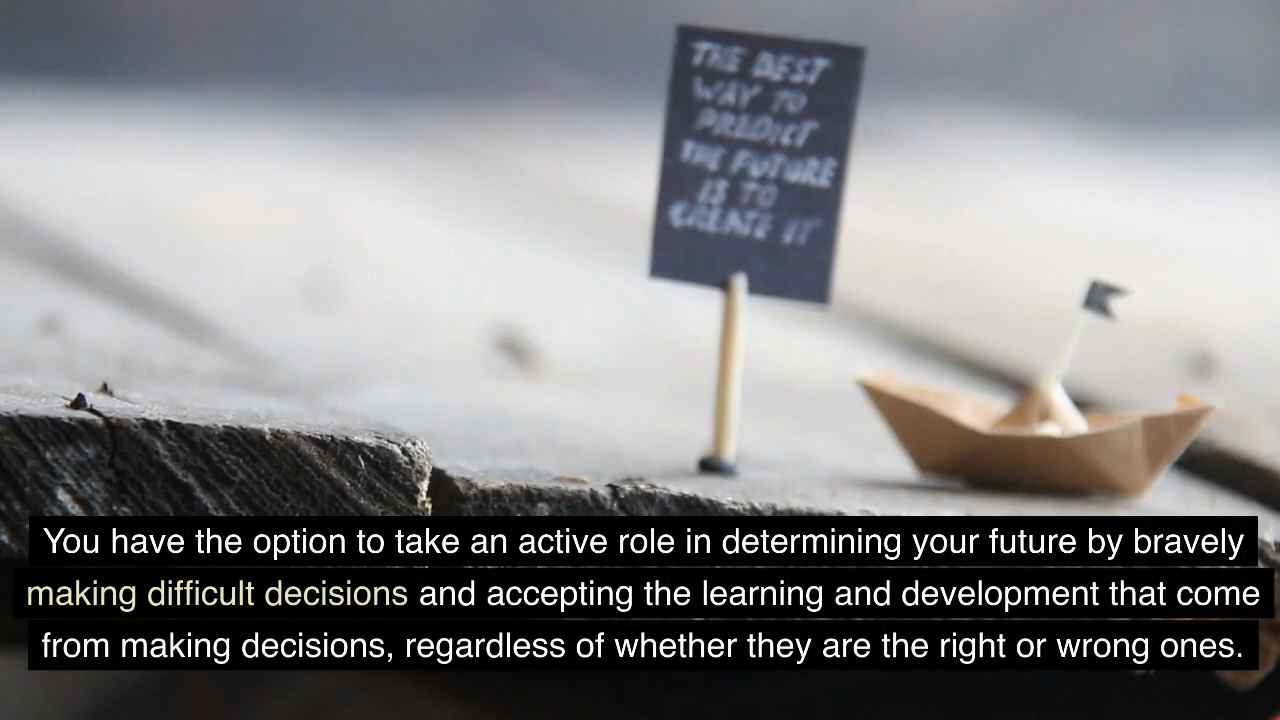 THE BEST
WAY TO
PREDICT
THE FUTURE
IS TO
CREATE IT
You have the option to take an active role in determining your future by bravely
making difficult decisions and accepting the learning and development that come
from making decisions, regardless of whether they are the right or wrong ones.